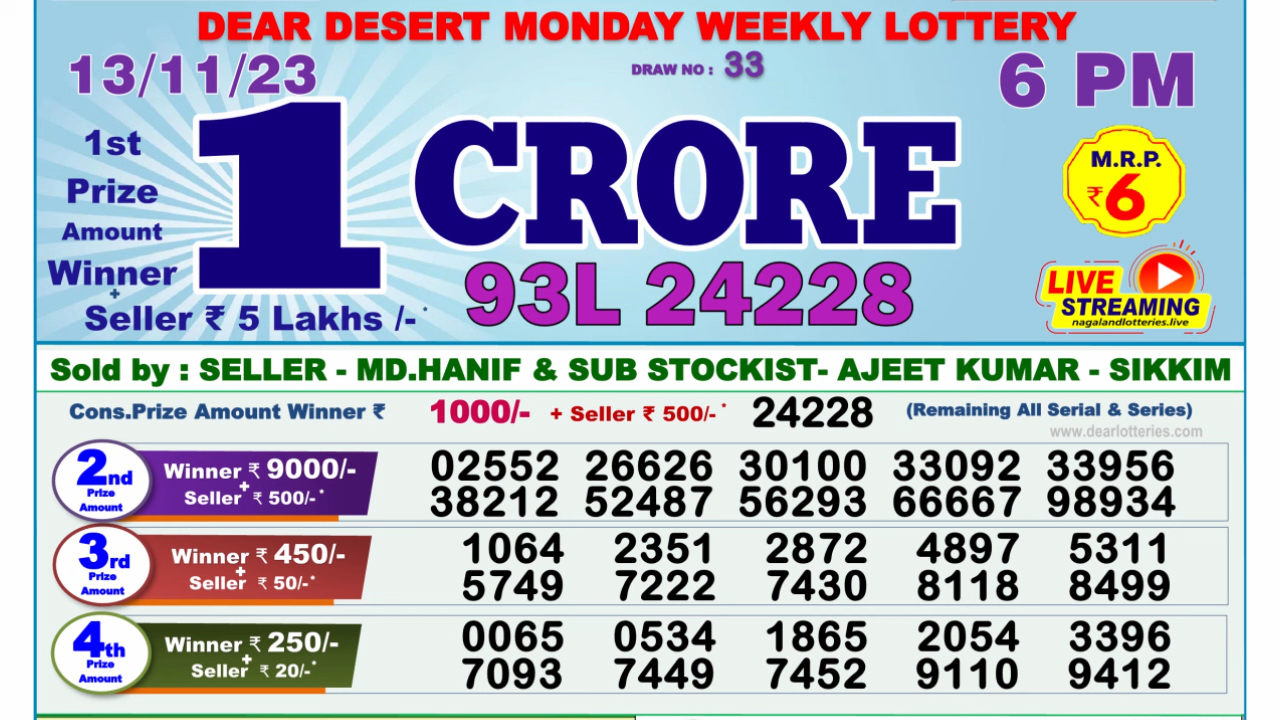 DEAR DESERT MONDAY WEEKLY LOTTERY
13/11/23
DRAW NO : 33
6 PM
1st
Prize
Amount
Winner
+
Seller ₹ 5 Lakhs /-*
1 CRORE
93L 24228
M.R.P.
₹6
LIVE
STREAMING
nagalandlotteries.live
Sold by : SELLER - MD.HANIF & SUB STOCKIST- AJEET KUMAR - SIKKIM
Cons.Prize Amount Winner ₹ 1000/- + Seller ₹ 500/-* 24228 (Remaining All Serial & Series)
www.dearlotteries.com
2nd
Prize
Amount
Winner ₹ 9000/-
+
Seller ₹ 500/-*
02552 26626 30100 33092 33956
38212 52487 56293 66667 98934
3rd
Prize
Amount
Winner ₹ 450/-
+
Seller ₹ 50/-*
1064 2351 2872 4897 5311
5749 7222 7430 8118 8499
4th
Prize
Amount
Winner ₹ 250/-
+
Seller ₹ 20/-*
0065 0534 1865 2054 3396
7093 7449 7452 9110 9412